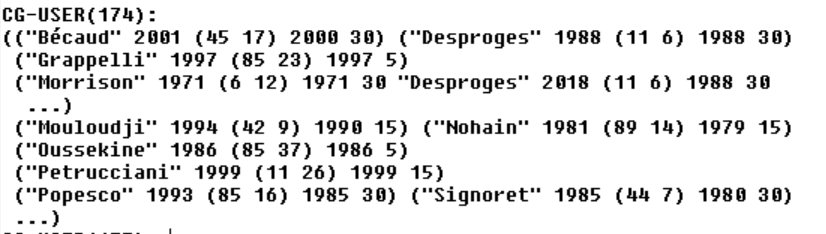 CG-USER(174):
(("Bécaud" 2001 (45 17) 2000 30) ("Desproges" 1988 (11 6) 1988 30)
("Grappelli" 1997 (85 23) 1997 5)
("Morrison" 1971 (6 12) 1971 30 "Desproges" 2018 (11 6) 1988 30
...)
("Mouloudji" 1994 (42 9) 1990 15) ("Nohain" 1981 (89 14) 1979 15)
("Oussekine" 1986 (85 37) 1986 5)
("Petrucciani" 1999 (11 26) 1999 15)
("Popesco" 1993 (85 16) 1985 30) ("Signoret" 1985 (44 7) 1980 30)
...)